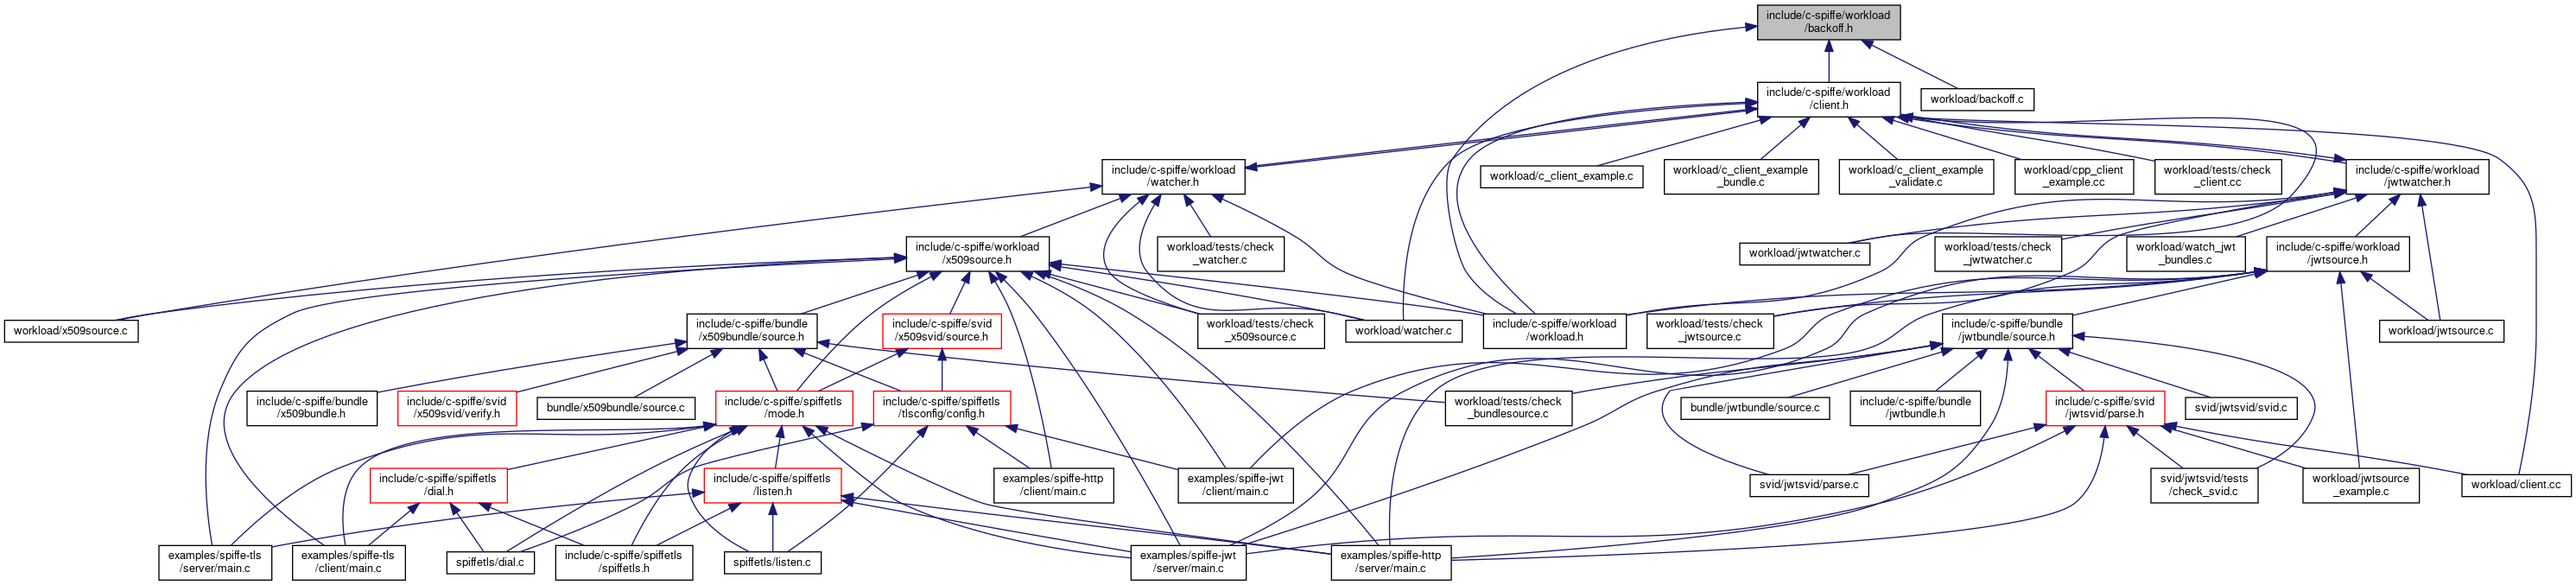 include/c-spiffe/workload
/backoff.h
include/c-spiffe/workload
/client.h
workload/backoff.c
include/c-spiffe/workload
/watcher.h
workload/c_client_example.c
workload/c_client_example
_bundle.c
workload/c_client_example
_validate.c
workload/cpp_client
_example.cc
workload/tests/check
_client.cc
include/c-spiffe/workload
/jwtwatcher.h
include/c-spiffe/workload
/x509source.h
workload/tests/check
_watcher.c
workload/jwtwatcher.c
workload/tests/check
_jwtwatcher.c
workload/watch_jwt
_bundles.c
include/c-spiffe/workload
/jwtsource.h
workload/x509source.c
include/c-spiffe/bundle
/x509bundle/source.h
include/c-spiffe/svid
/x509svid/source.h
workload/tests/check
_x509source.c
workload/watcher.c
include/c-spiffe/workload
/workload.h
workload/tests/check
_jwtsource.c
include/c-spiffe/bundle
/jwtbundle/source.h
workload/jwtsource.c
include/c-spiffe/bundle
/x509bundle.h
include/c-spiffe/svid
/x509svid/verify.h
bundle/x509bundle/source.c
include/c-spiffe/spiffetls
/mode.h
include/c-spiffe/spiffetls
/tlsconfig/config.h
workload/tests/check
_bundlesource.c
bundle/jwtbundle/source.c
include/c-spiffe/bundle
/jwtbundle.h
include/c-spiffe/svid
/jwtsvid/parse.h
svid/jwtsvid/svid.c
include/c-spiffe/spiffetls
/dial.h
include/c-spiffe/spiffetls
/listen.h
examples/spiffe-http
/client/main.c
examples/spiffe-jwt
/client/main.c
svid/jwtsvid/parse.c
svid/jwtsvid/tests
/check_svid.c
workload/jwtsource
_example.c
workload/client.cc
examples/spiffe-tls
/server/main.c
examples/spiffe-tls
/client/main.c
spiffetls/dial.c
include/c-spiffe/spiffetls
/spiffetls.h
spiffetls/listen.c
examples/spiffe-jwt
/server/main.c
examples/spiffe-http
/server/main.c